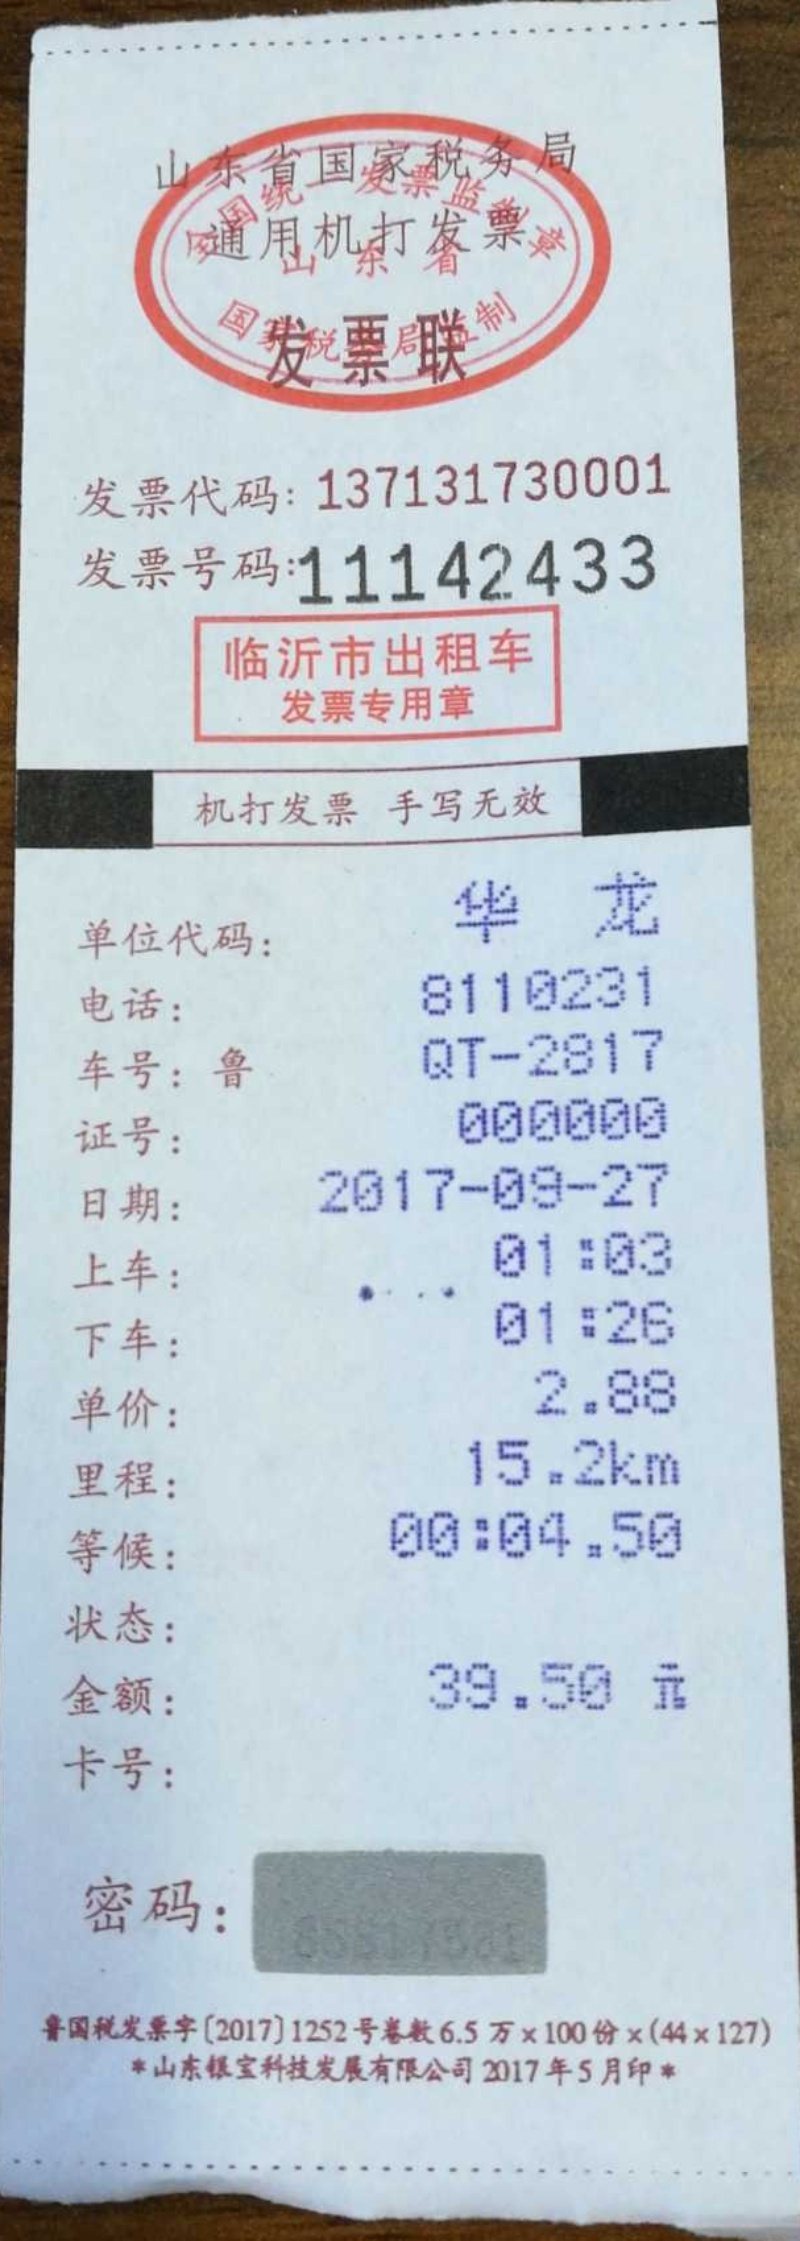 山东省国家税务局
全国统一发票监制章
通用机打发票
山东省
国家税务局监制
发票联
发票代码: 137131730001
发票号码:11142433
临沂市出租车
发票专用章
机打发票 手写无效
单位代码: 华 龙
电话: 8110231
车号: 鲁 QT-2817
证号: 000000
日期: 2017-09-27
上车: 01:03
下车: 01:26
单价: 2.88
里程: 15.2km
等候: 00:04.50
状态:
金额: 39.50 元
卡号:
密码:
鲁国税发票字[2017]1252号卷数6.5万×100份×(44×127)
*山东银宝科技发展有限公司2017年5月印*